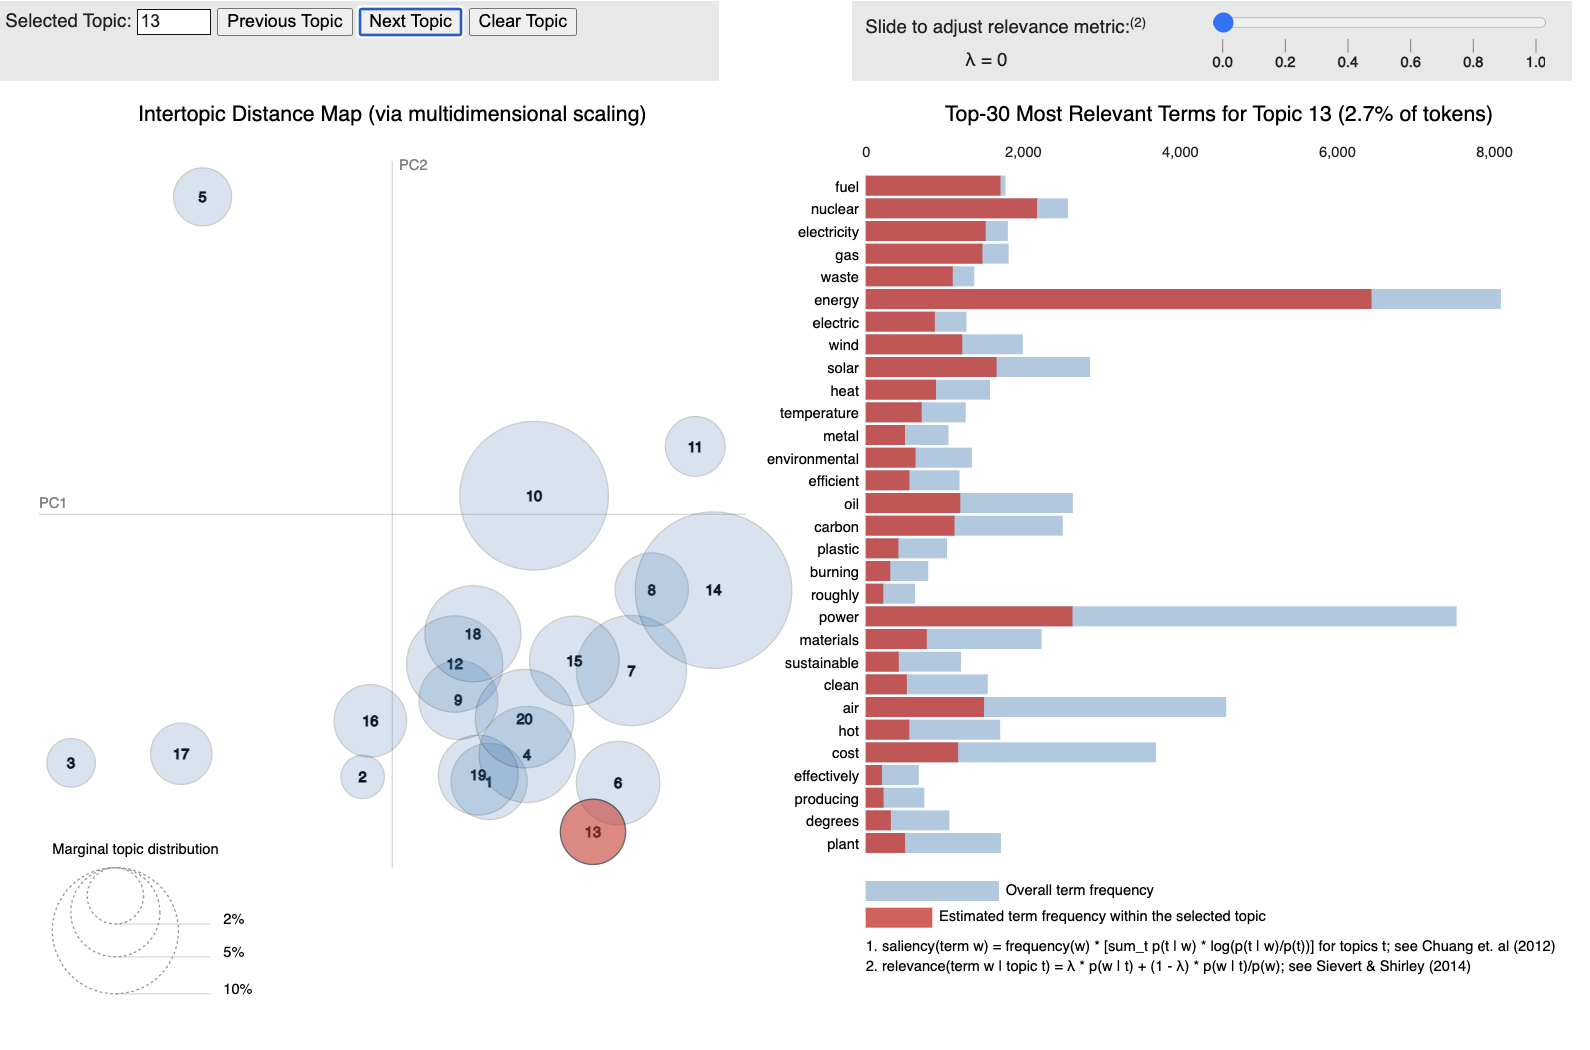 Selected Topic: 13 Previous Topic Next Topic Clear Topic
Slide to adjust relevance metric:(2)
λ = 0
0.0 0.2 0.4 0.6 0.8 1.0
Intertopic Distance Map (via multidimensional scaling)
PC2
PC1
5
11
10
8
14
18
12
15
7
9
20
16
4
3
17
2
19
1
6
13
Marginal topic distribution
2%
5%
10%
Top-30 Most Relevant Terms for Topic 13 (2.7% of tokens)
0 2,000 4,000 6,000 8,000
fuel
nuclear
electricity
gas
waste
energy
electric
wind
solar
heat
temperature
metal
environmental
efficient
oil
carbon
plastic
burning
roughly
power
materials
sustainable
clean
air
hot
cost
effectively
producing
degrees
plant
Overall term frequency
Estimated term frequency within the selected topic
1. saliency(term w) = frequency(w) * [sum_t p(t | w) * log(p(t | w)/p(t))] for topics t; see Chuang et. al (2012)
2. relevance(term w | topic t) = λ * p(w | t) + (1 - λ) * p(w | t)/p(w); see Sievert & Shirley (2014)